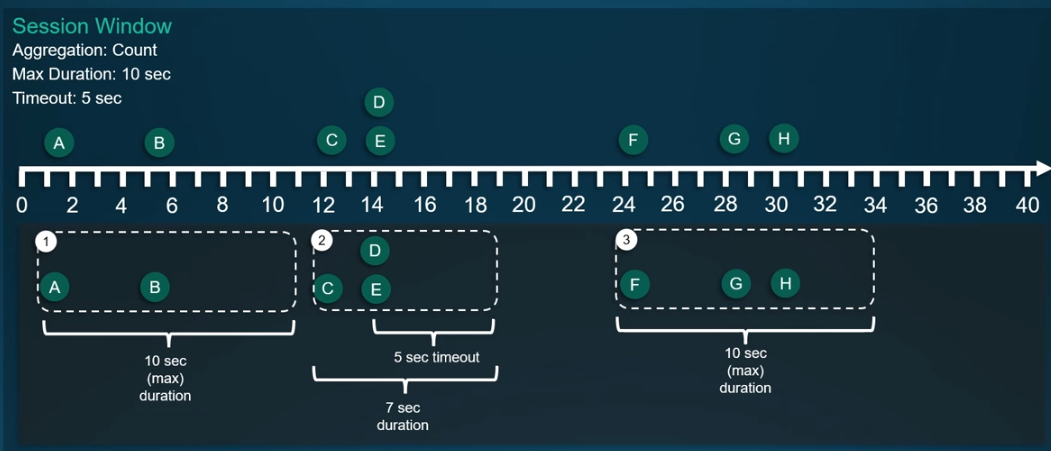 Session Window
Aggregation: Count
Max Duration: 10 sec
Timeout: 5 sec
D
A B C E F G H
0 2 4 6 8 10 12 14 16 18 20 22 24 26 28 30 32 34 36 38 40
1 2 3
D
A B C E F G H
5 sec timeout
10 sec
(max)
duration
10 sec
(max)
duration
7 sec
duration